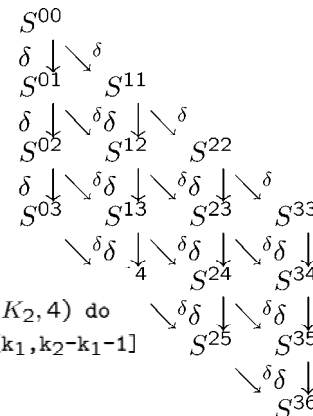 S^00
δ δ
S^01 S^11
δ δ δ δ
S^02 S^12 S^22
δ δ δ δ δ δ
S^03 S^13 S^23 S^33
δ δ δ δ δ
4 S^24 S^34
K_2, 4) do δ δ δ
k_1,k_2-k_1-1] S^25 S^35
δ δ
S^36